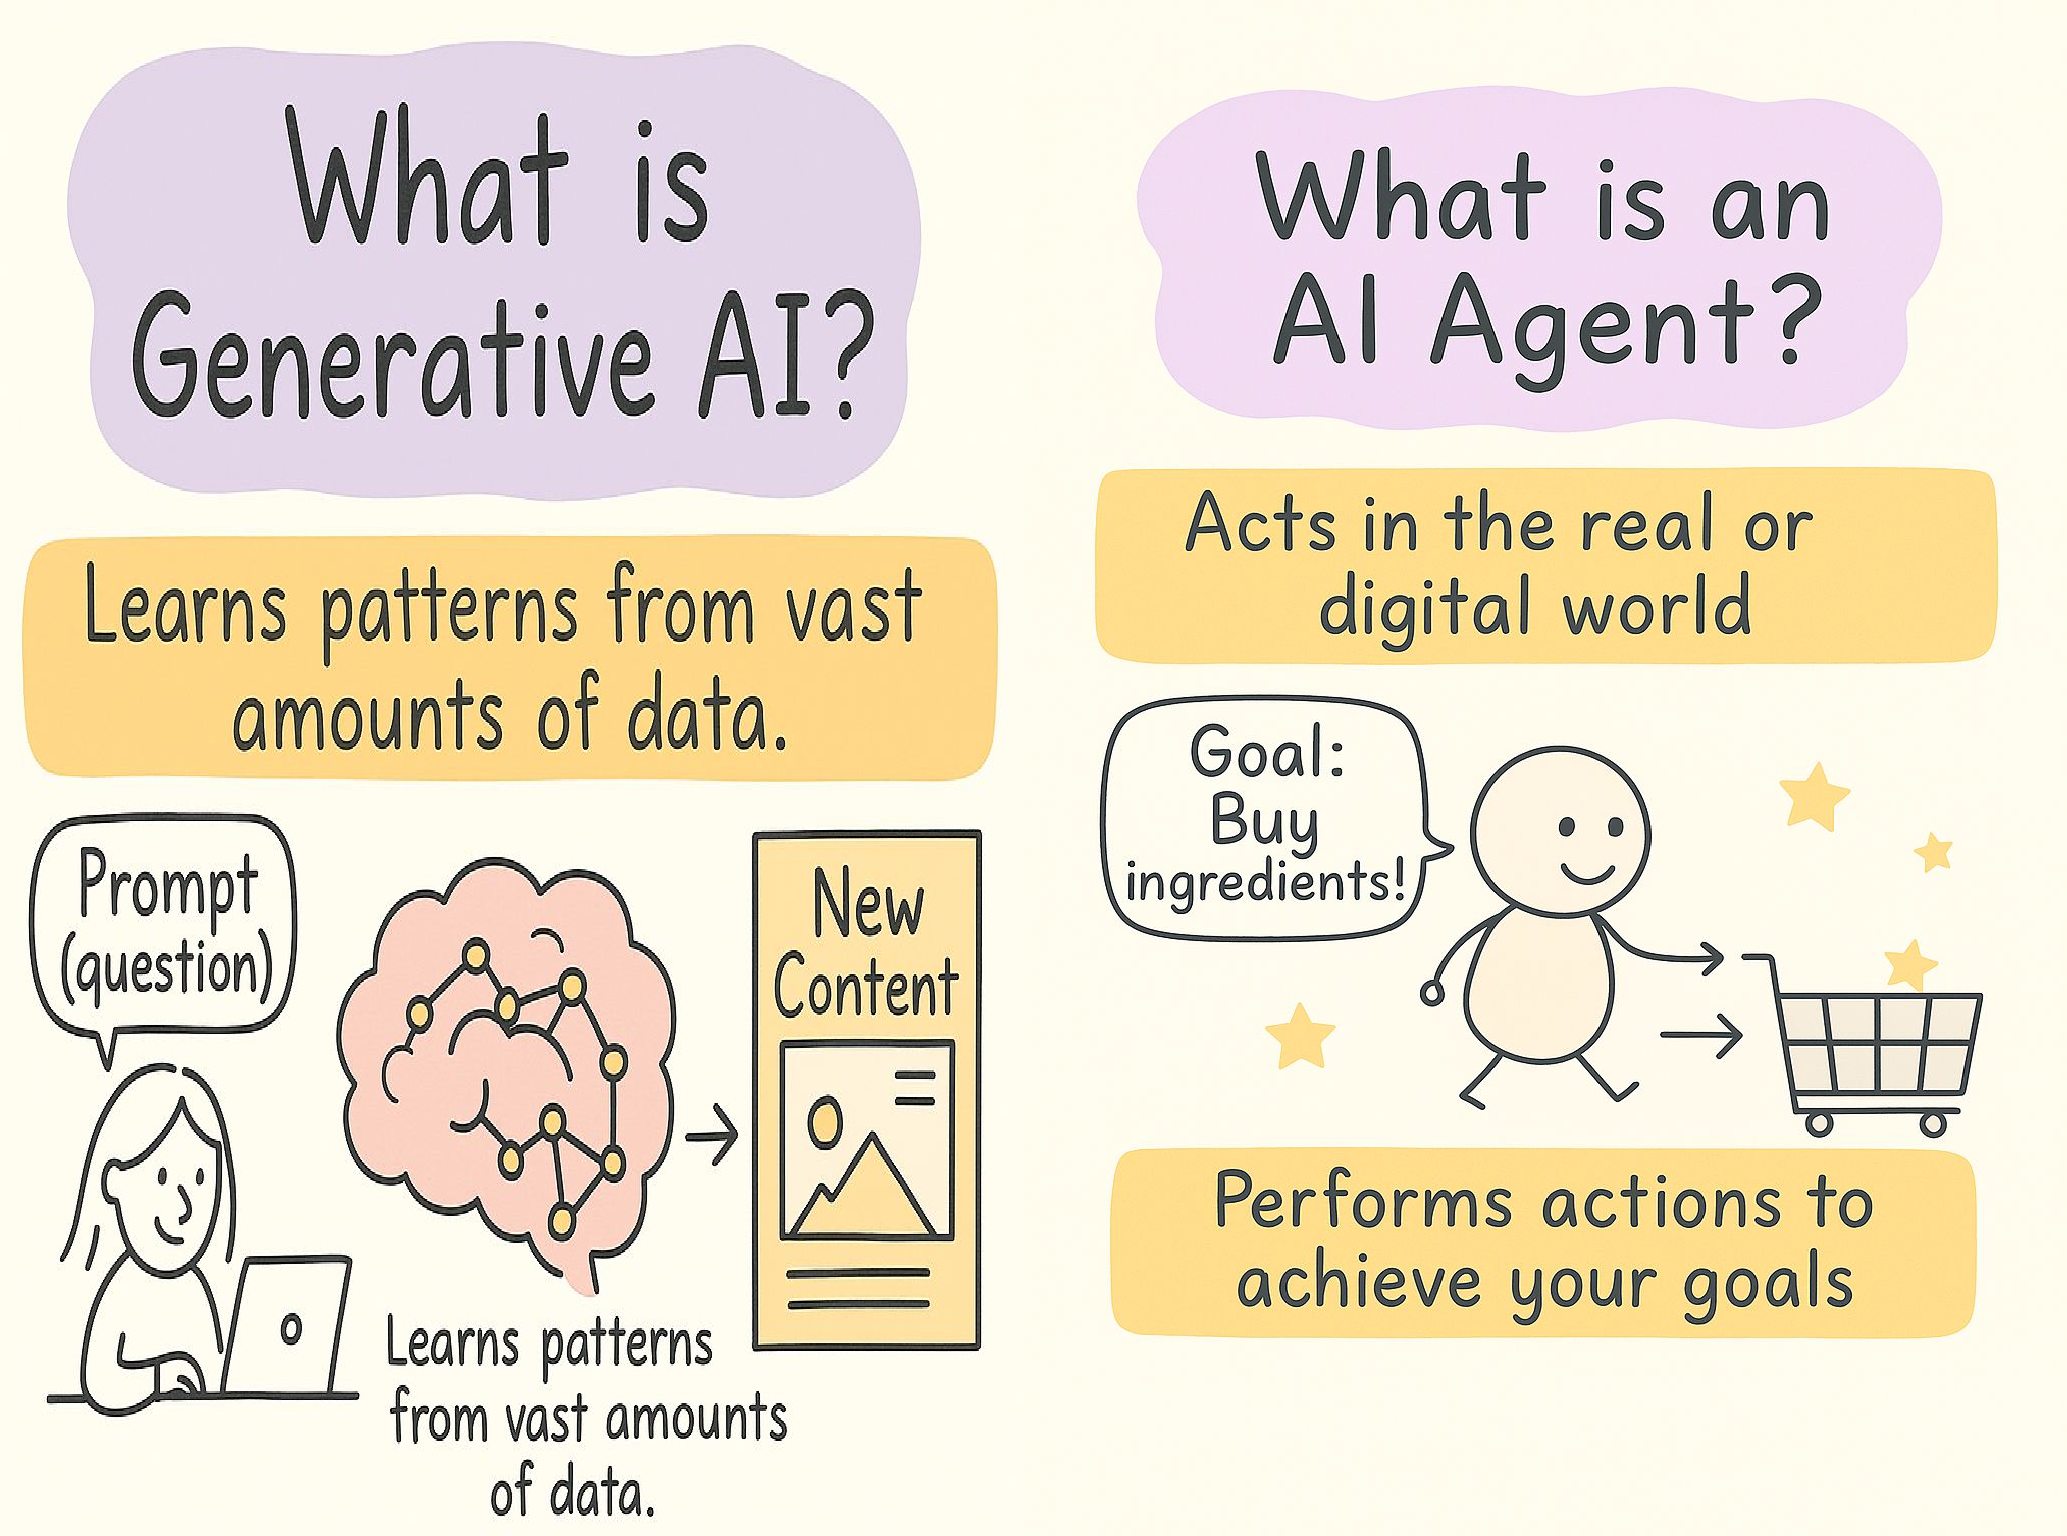 What is
Generative AI?
Learns patterns from vast
amounts of data.
Prompt
(question)
New
Content
Learns patterns
from vast amounts
of data.
What is an
AI Agent?
Acts in the real or
digital world
Goal:
Buy
ingredients!
Performs actions to
achieve your goals